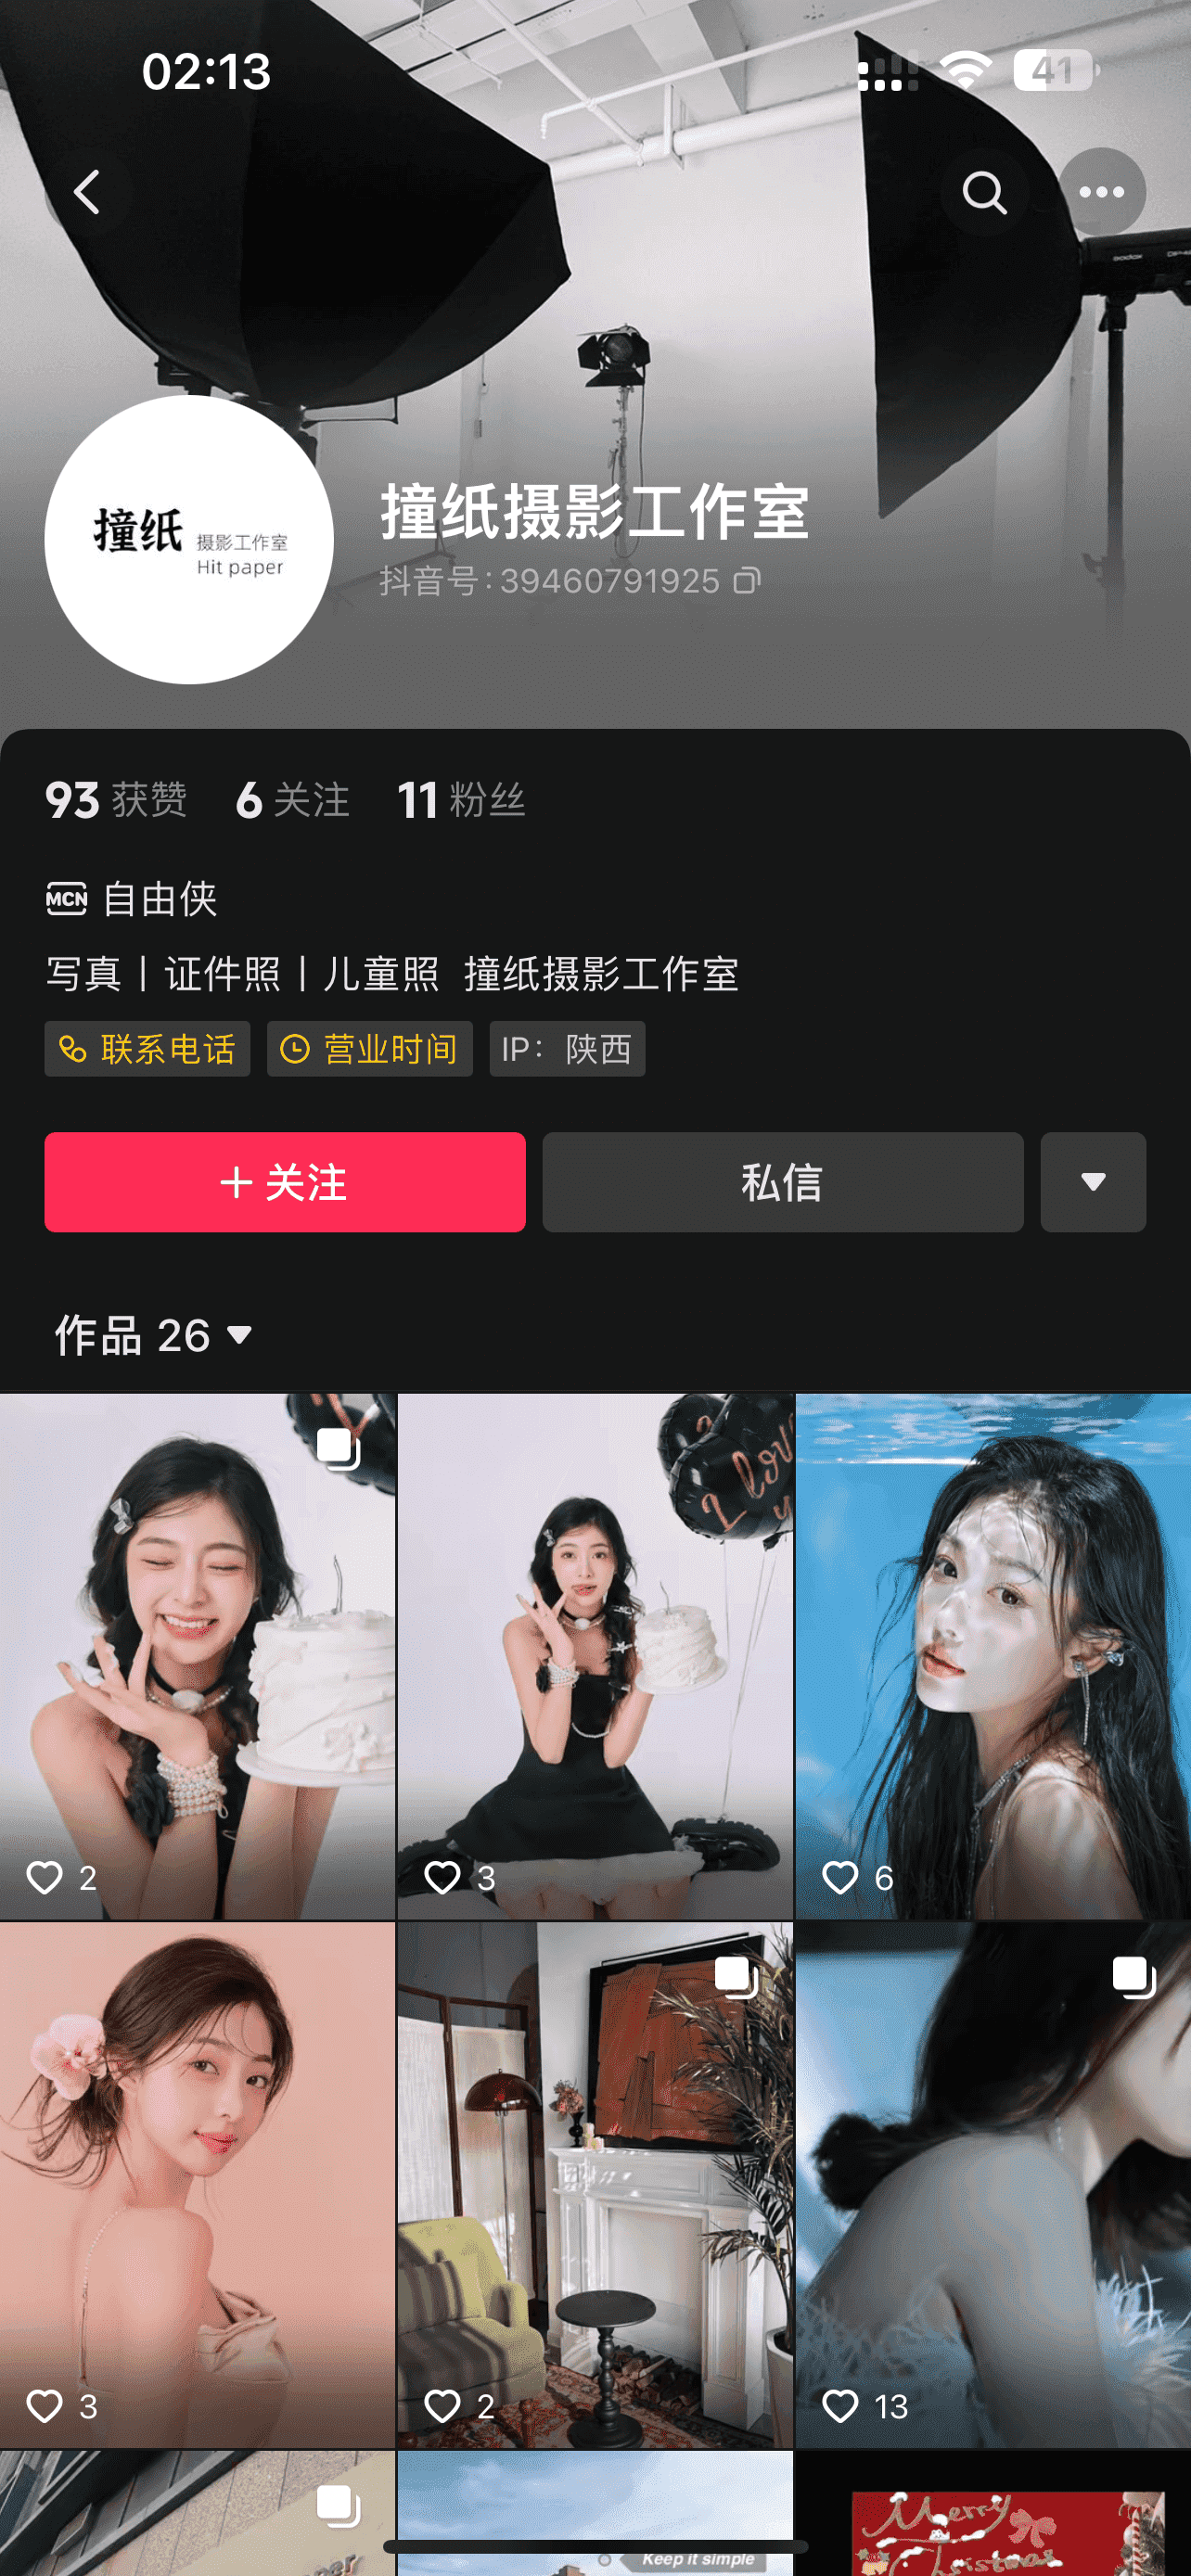 02:13
41
godox
撞纸 摄影工作室
Hit paper
撞纸摄影工作室
抖音号:39460791925
93 获赞 6 关注 11 粉丝
MCN 自由侠
写真丨证件照丨儿童照 撞纸摄影工作室
联系电话 营业时间 IP：陕西
+ 关注 私信
作品 26
I lov
2 3 6
3 2 13
Merry
Christmas
Keep it simple